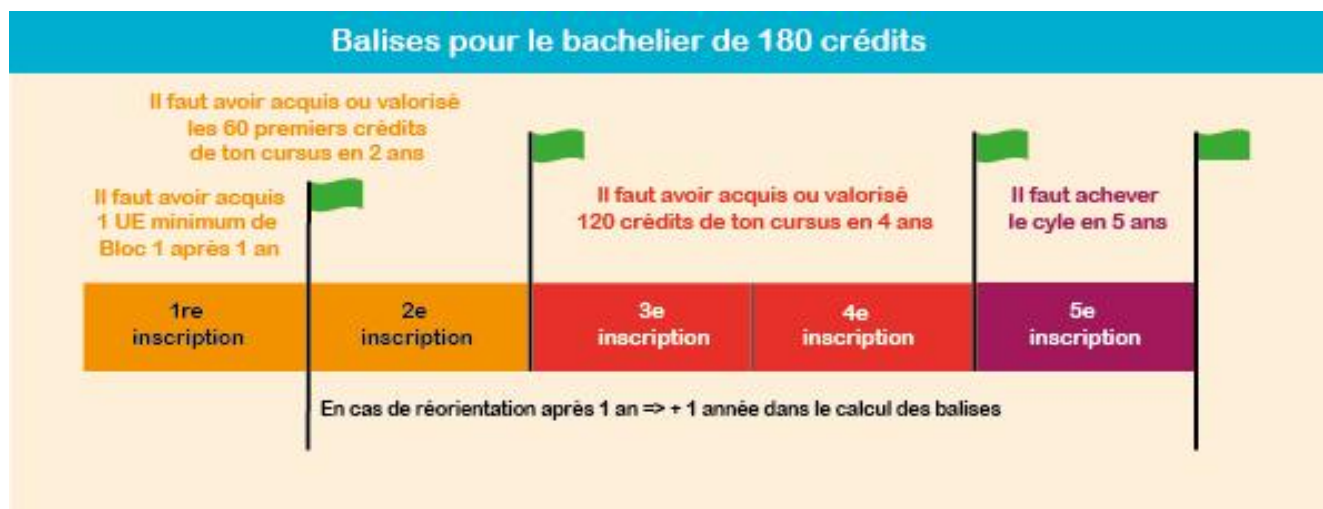 Balises pour le bachelier de 180 crédits
Il faut avoir acquis ou valorisé
les 60 premiers crédits
de ton cursus en 2 ans
Il faut avoir acquis
1 UE minimum de
Bloc 1 après 1 an
Il faut avoir acquis ou valorisé
120 crédits de ton cursus en 4 ans
Il faut achever
le cyle en 5 ans
1re
inscription
2e
inscription
3e
inscription
4e
inscription
5e
inscription
En cas de réorientation après 1 an => + 1 année dans le calcul des balises